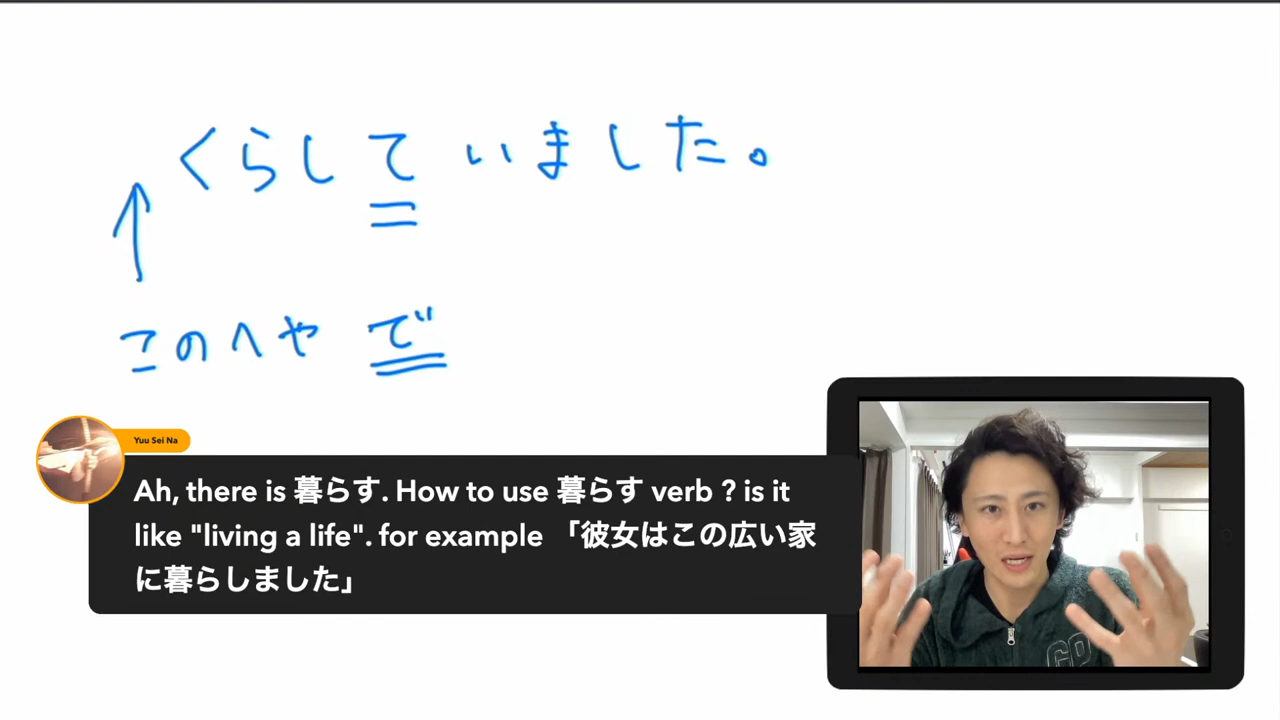 くらしていました。
このへやで
Yuu Sei Na
Ah, there is 暮らす. How to use 暮らす verb ? is it
like "living a life". for example 「彼女はこの広い家
に暮らしました」
GO